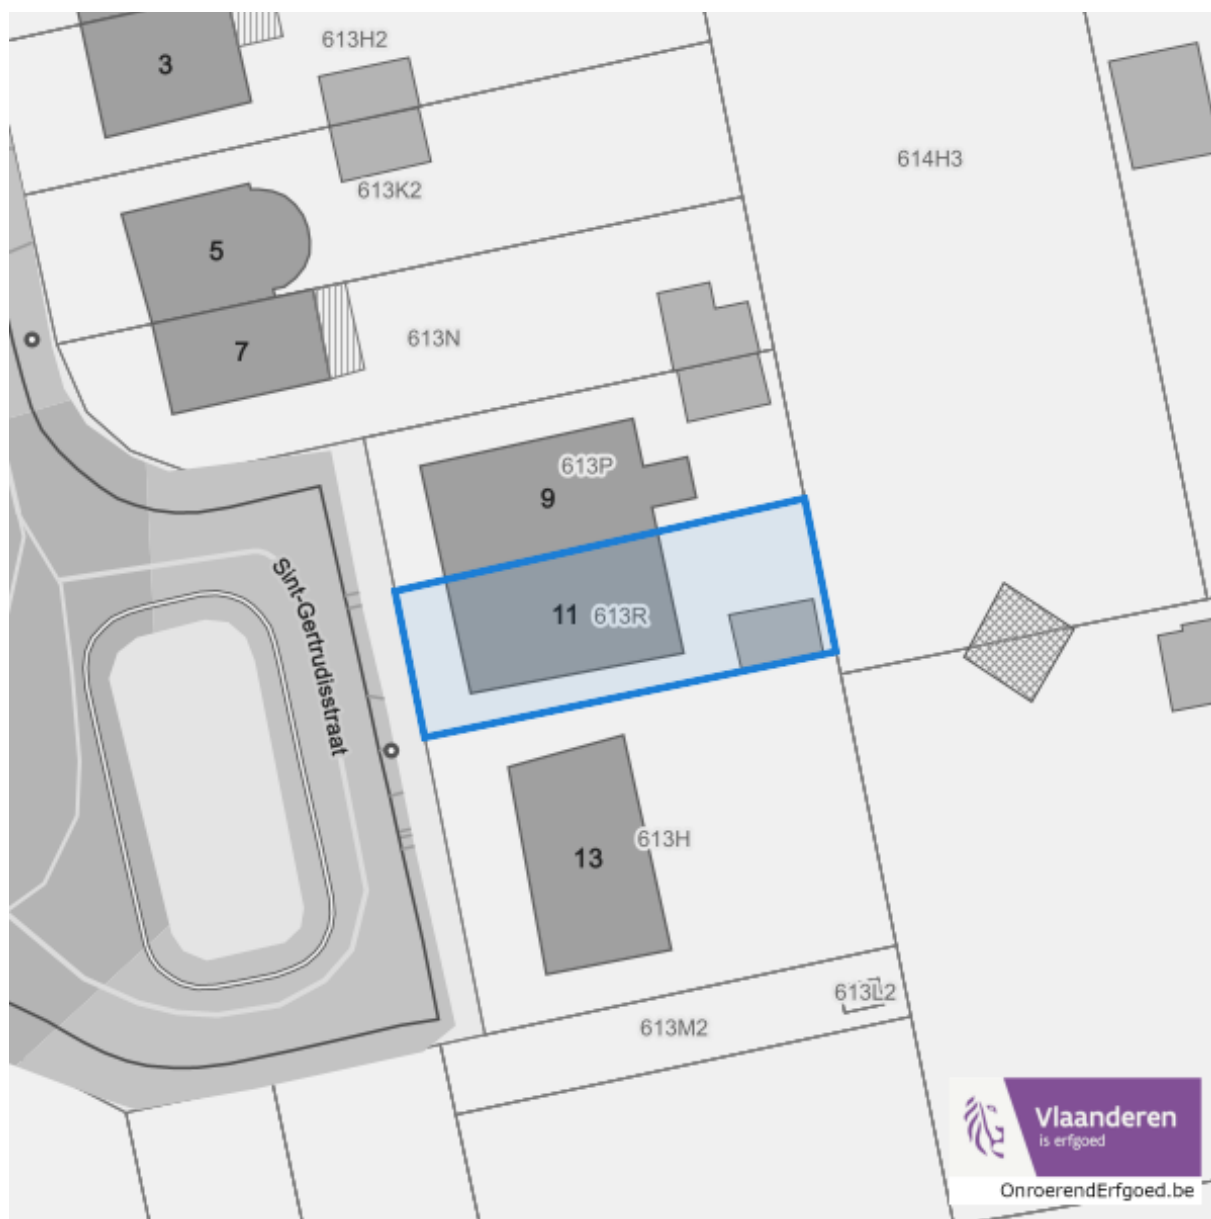 613H2
3
614H3
613K2
5
613N
7
613P
9
11
613R
Sint-Gertrudisstraat
613H
13
613L2
613M2
Vlaanderen
is erfgoed
OnroerendErfgoed.be